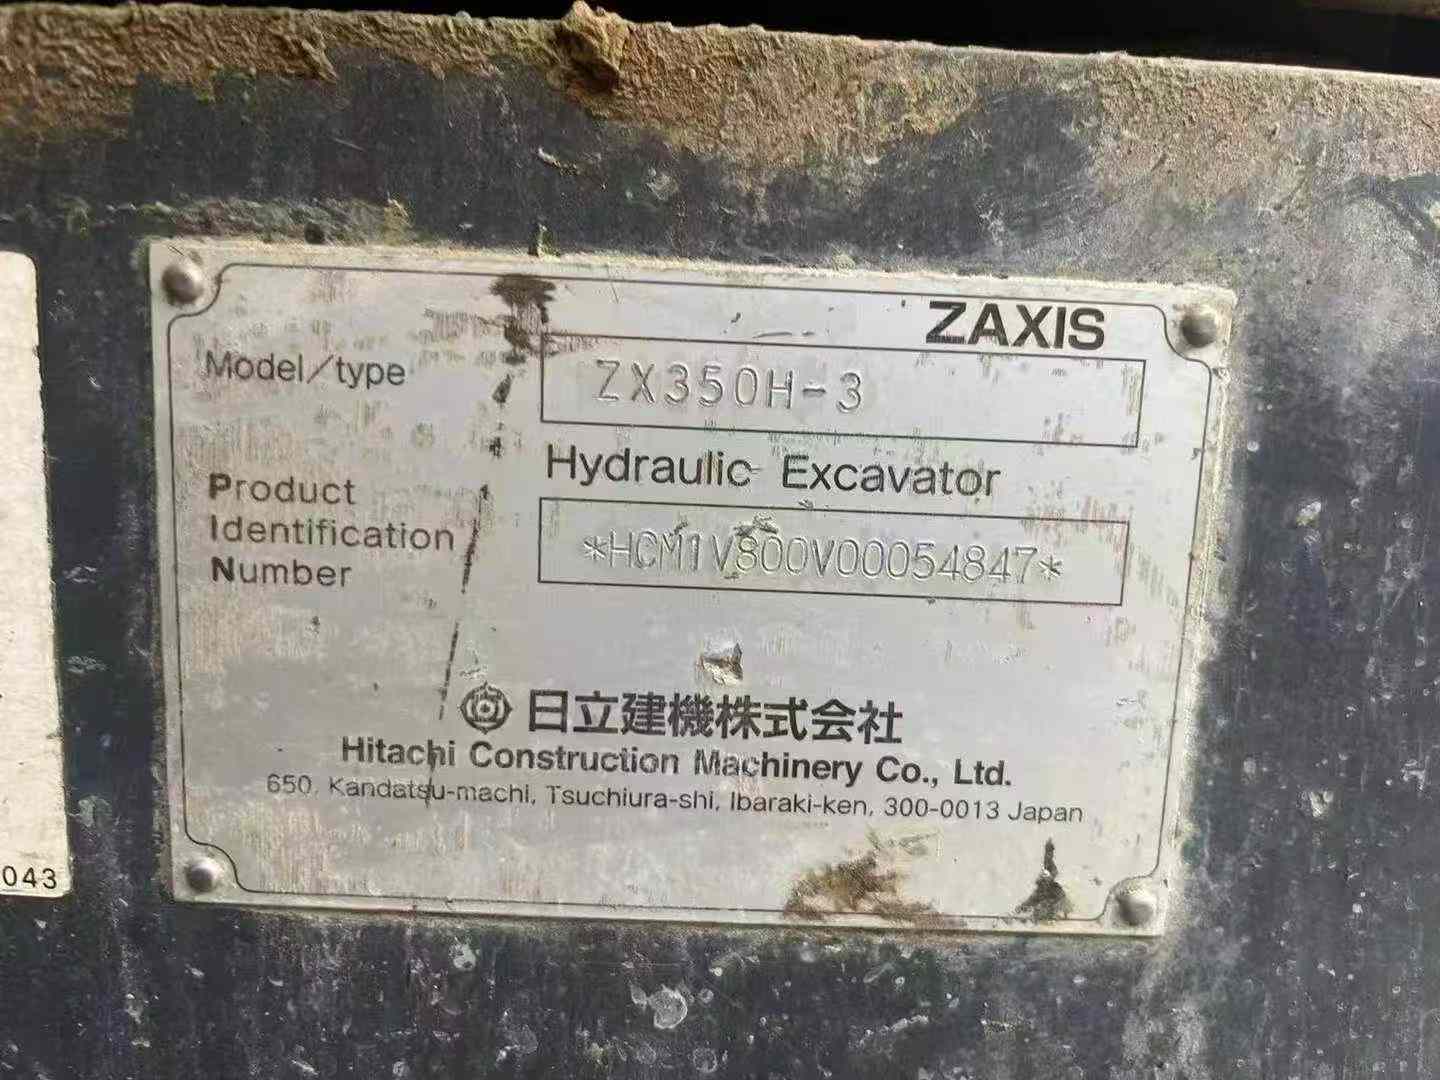 ZAXIS
Model/type
ZX350H-3
Hydraulic Excavator
Product
Identification
Number
*HCM1V800V00054847*
日立建機株式会社
Hitachi Construction Machinery Co., Ltd.
650, Kandatsu-machi, Tsuchiura-shi, Ibaraki-ken, 300-0013 Japan
043